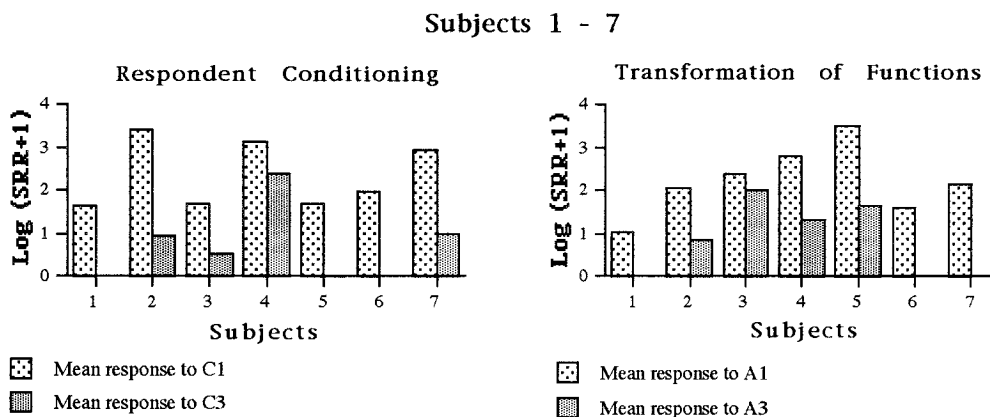 Subjects 1 - 7
Respondent Conditioning
Log (SRR+1)
4
3
2
1
0
1 2 3 4 5 6 7
Subjects
Mean response to C1
Mean response to C3
Transformation of Functions
Log (SRR+1)
4
3
2
1
0
1 2 3 4 5 6 7
Subjects
Mean response to A1
Mean response to A3